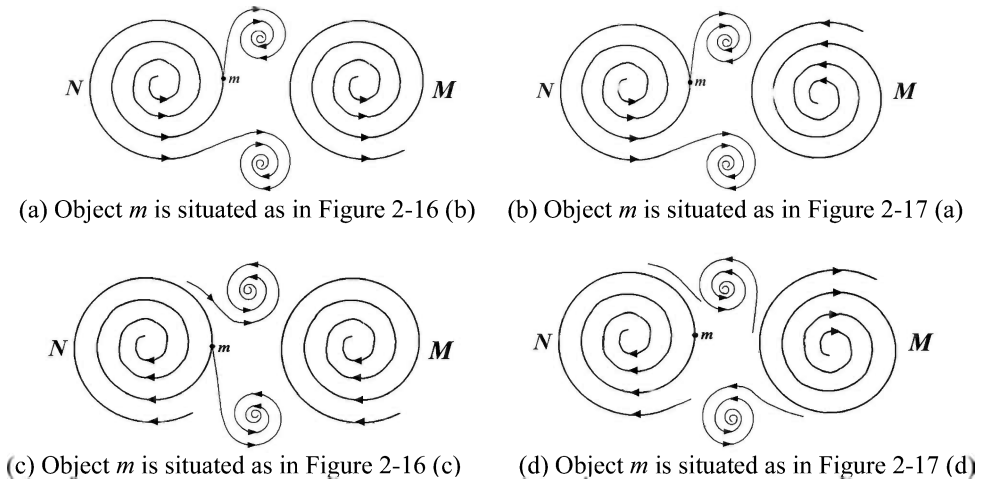 N m M
N m M
(a) Object m is situated as in Figure 2-16 (b)
(b) Object m is situated as in Figure 2-17 (a)
N m M
N m M
(c) Object m is situated as in Figure 2-16 (c)
(d) Object m is situated as in Figure 2-17 (d)